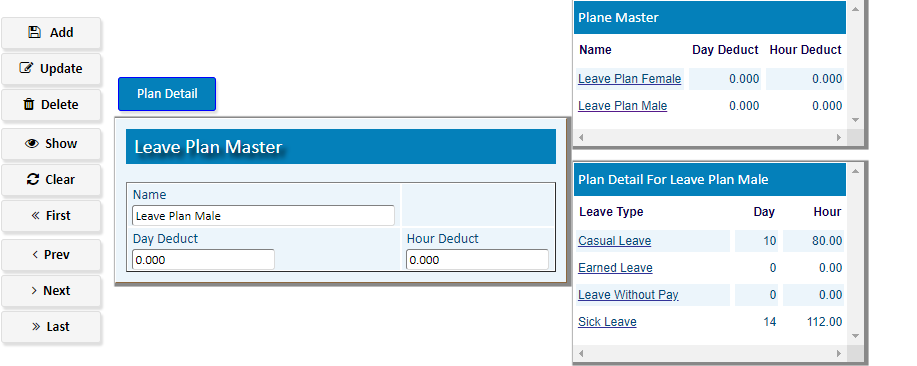 Add
Update
Delete
Show
Clear
First
Prev
Next
Last
Plan Detail
Leave Plan Master
Name
Leave Plan Male
Day Deduct Hour Deduct
0.000 0.000
Plane Master
Name Day Deduct Hour Deduct
Leave Plan Female 0.000 0.000
Leave Plan Male 0.000 0.000
Plan Detail For Leave Plan Male
Leave Type Day Hour
Casual Leave 10 80.00
Earned Leave 0 0.00
Leave Without Pay 0 0.00
Sick Leave 14 112.00